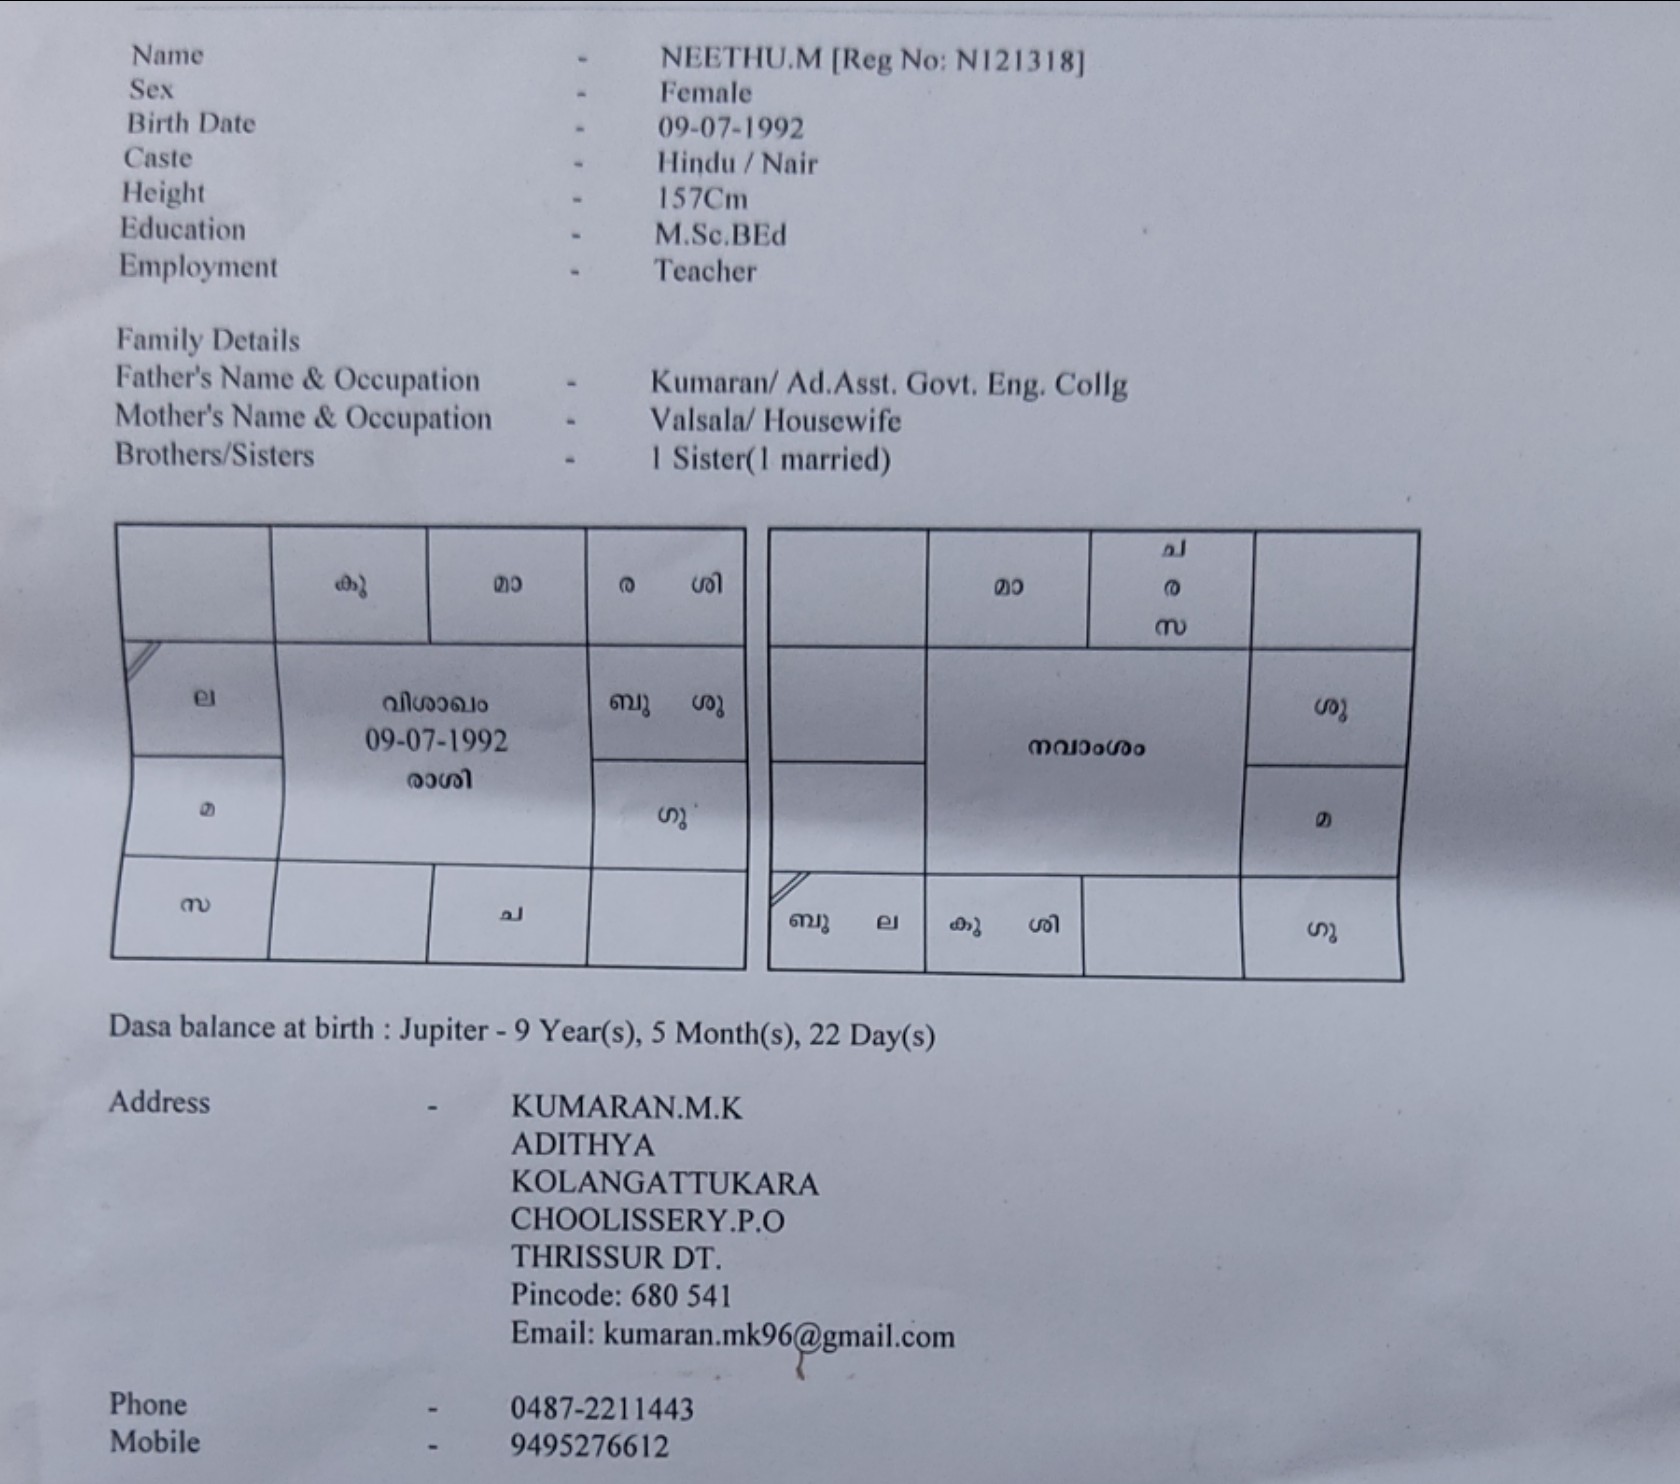 Name - NEETHU.M [Reg No: N121318]
Sex - Female
Birth Date - 09-07-1992
Caste - Hindu / Nair
Height - 157Cm
Education - M.Sc.BEd
Employment - Teacher
Family Details
Father's Name & Occupation - Kumaran/ Ad.Asst. Govt. Eng. Collg
Mother's Name & Occupation - Valsala/ Housewife
Brothers/Sisters - 1 Sister(1 married)
കു മാ ര ശി
ല
വിശാഖം
09-07-1992
രാശി
ബു ശു
മ
ഗു
സ ച
മാ
ച
ര
സ
നവാംശം
ശു
മ
ബു ല കു ശി ഗു
Dasa balance at birth : Jupiter - 9 Year(s), 5 Month(s), 22 Day(s)
Address - KUMARAN.M.K
ADITHYA
KOLANGATTUKARA
CHOOLISSERY.P.O
THRISSUR DT.
Pincode: 680 541
Email: kumaran.mk96@gmail.com
Phone - 0487-2211443
Mobile - 9495276612